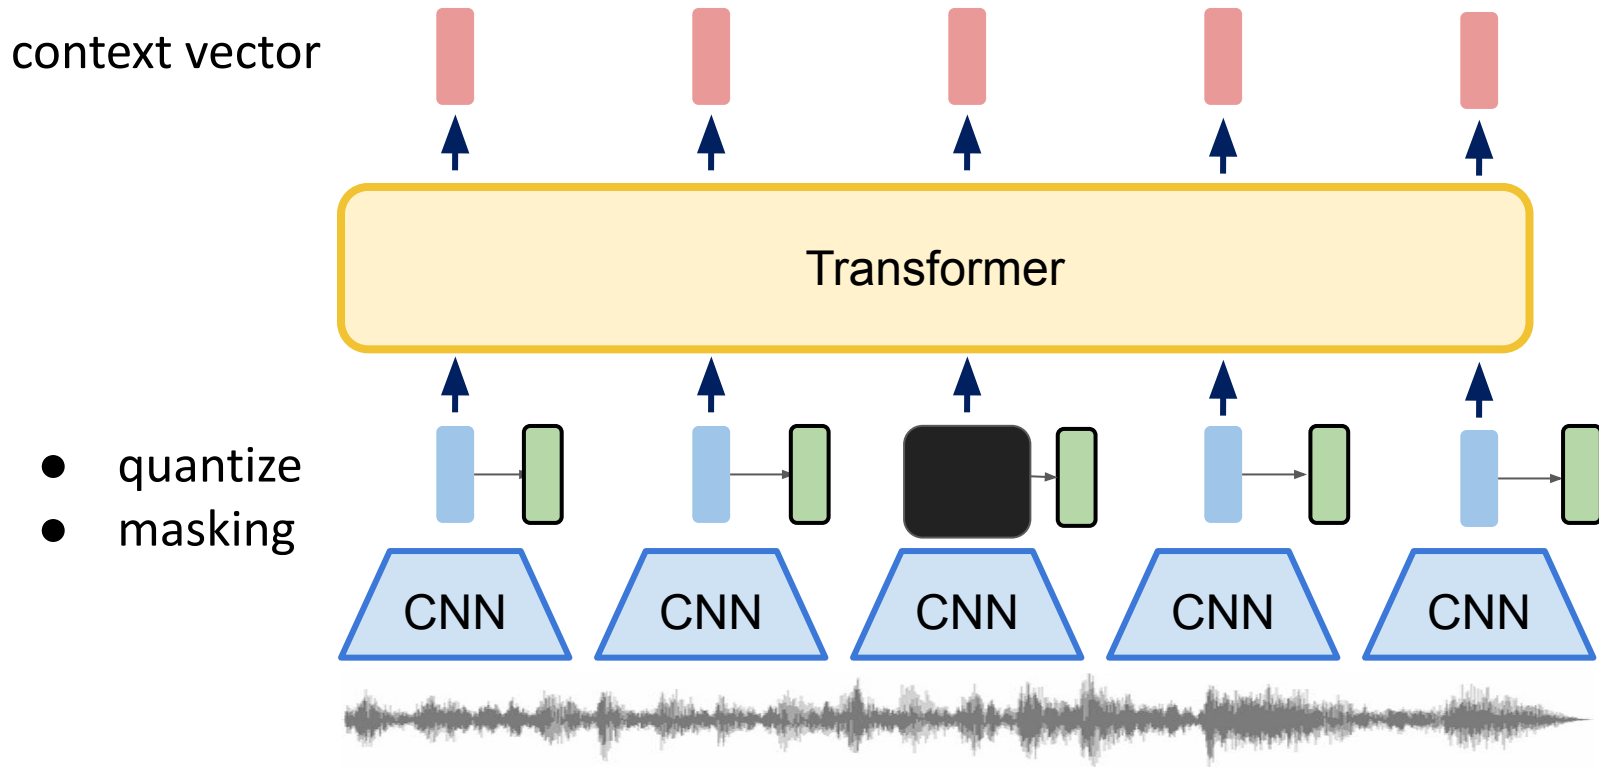 context vector
Transformer
● quantize
● masking
CNN CNN CNN CNN CNN